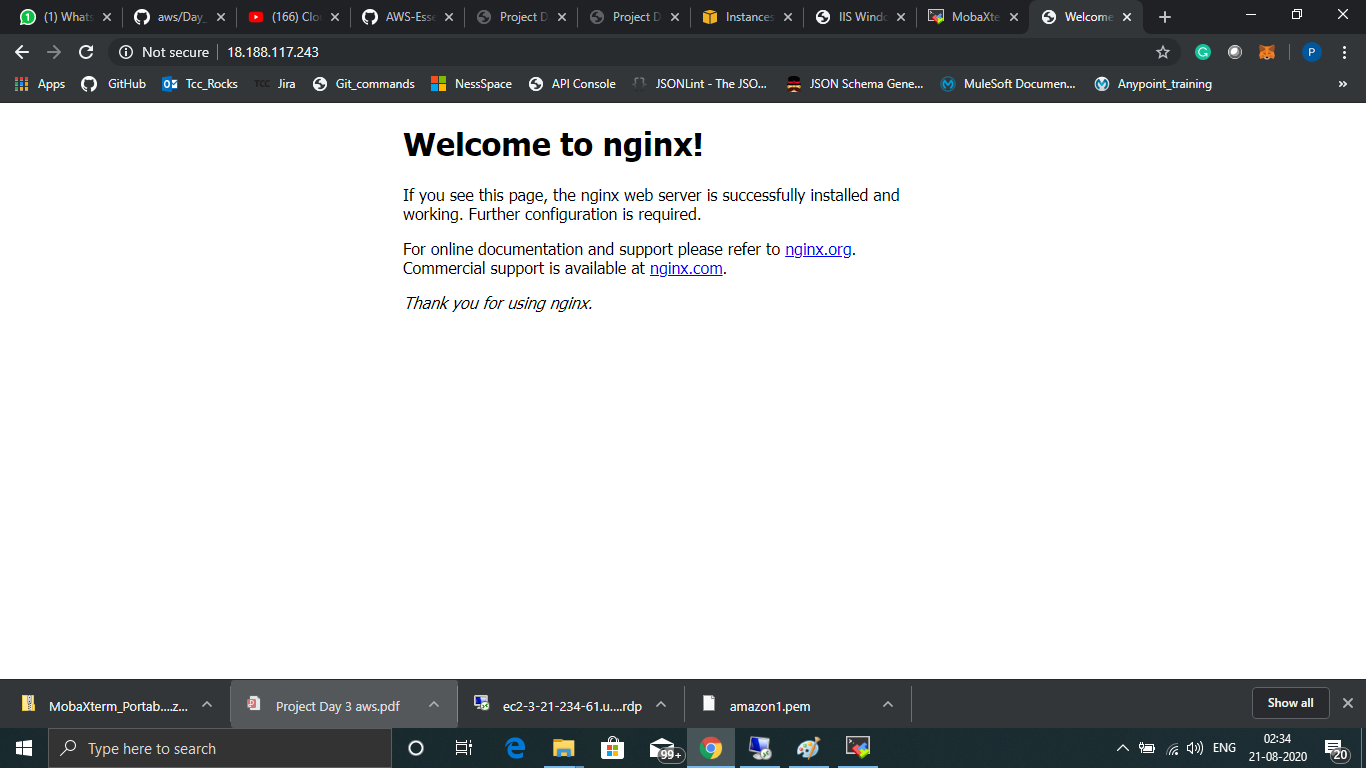 (1) Whats
aws/Day_
(166) Clo
AWS-Esse
Project D
Project D
Instances
IIS Windo
MobaXte
Welcome
Not secure
18.188.117.243
P
Apps
GitHub
Tcc_Rocks
TCC
Jira
Git_commands
NessSpace
API Console
JSONLint - The JSO...
JSON Schema Gene...
MuleSoft Documen...
Anypoint_training
»
Welcome to nginx!
If you see this page, the nginx web server is successfully installed and
working. Further configuration is required.
For online documentation and support please refer to nginx.org.
Commercial support is available at nginx.com.
Thank you for using nginx.
MobaXterm_Portab....z...
Project Day 3 aws.pdf
ec2-3-21-234-61.u....rdp
amazon1.pem
Show all
Type here to search
99+
ENG
02:34
21-08-2020
20